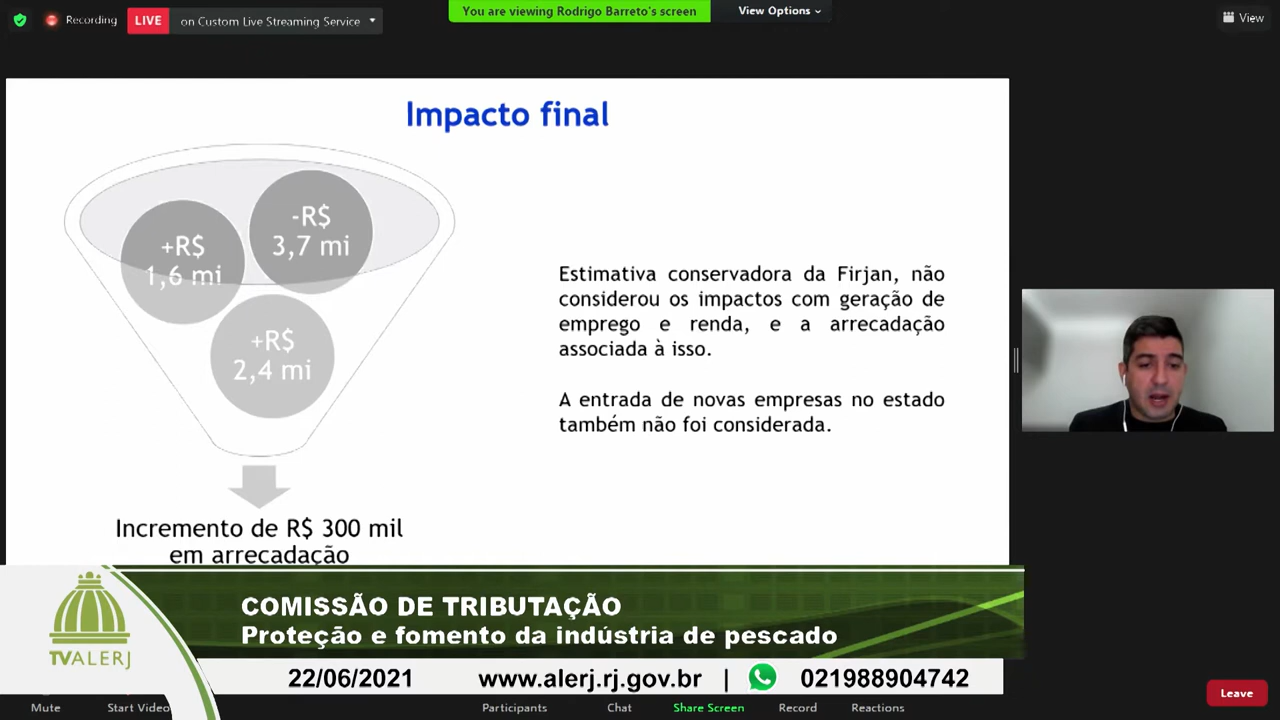 Recording
LIVE
on Custom Live Streaming Service
You are viewing Rodrigo Barreto's screen
View Options
View
Impacto final
-R$
3,7 mi
+R$
1,6 mi
+R$
2,4 mi
Estimativa conservadora da Firjan, não
considerou os impactos com geração de
emprego e renda, e a arrecadação
associada à isso.
A entrada de novas empresas no estado
também não foi considerada.
Incremento de R$ 300 mil
em arrecadação
COMISSÃO DE TRIBUTAÇÃO
Proteção e fomento da indústria de pescado
TVALERJ
22/06/2021 www.alerj.rj.gov.br | 021988904742
Mute
Start Video
Participants
Chat
Share Screen
Record
Reactions
Leave